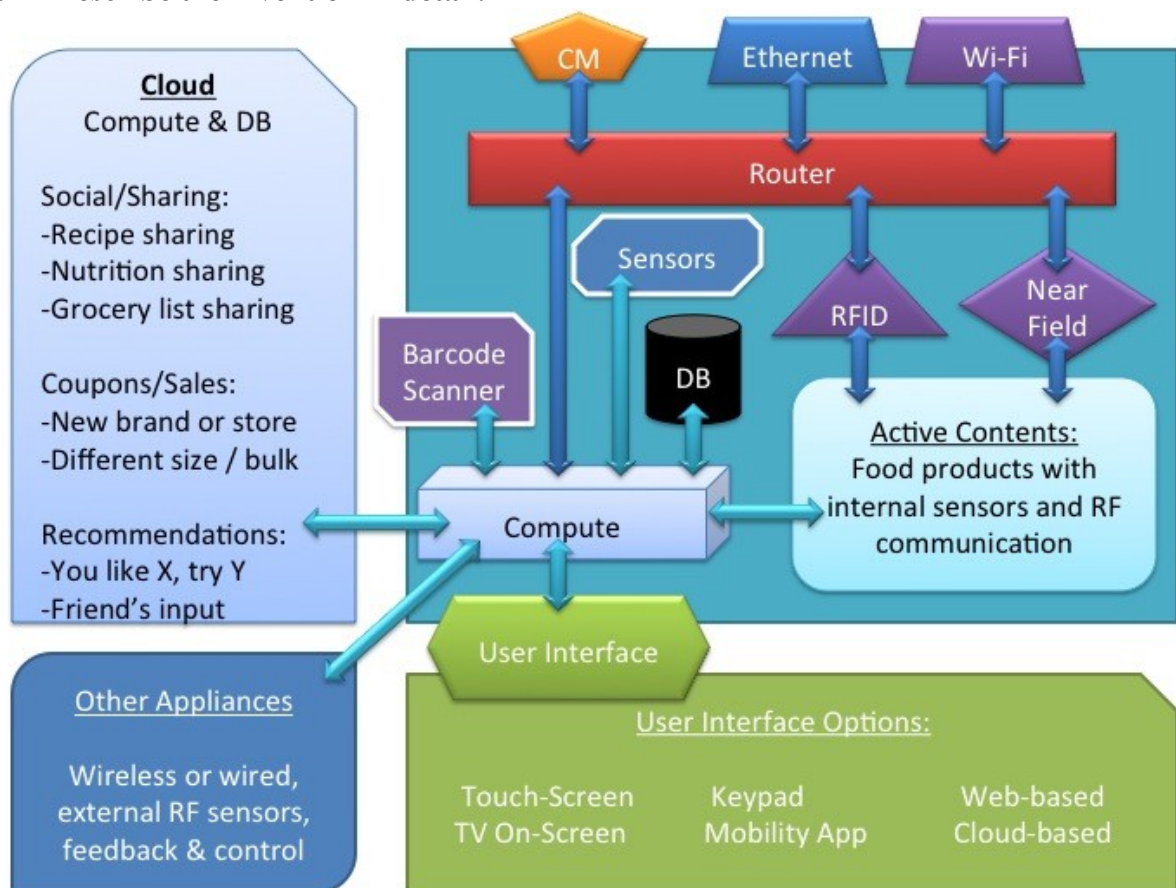 Cloud
Compute & DB
Social/Sharing:
-Recipe sharing
-Nutrition sharing
-Grocery list sharing
Coupons/Sales:
-New brand or store
-Different size / bulk
Recommendations:
-You like X, try Y
-Friend's input
CM
Ethernet
Wi-Fi
Router
Sensors
RFID
Near
Field
Barcode
Scanner
DB
Active Contents:
Food products with
internal sensors and RF
communication
Compute
User Interface
Other Appliances
Wireless or wired,
external RF sensors,
feedback & control
User Interface Options:
Touch-Screen Keypad Web-based
TV On-Screen Mobility App Cloud-based